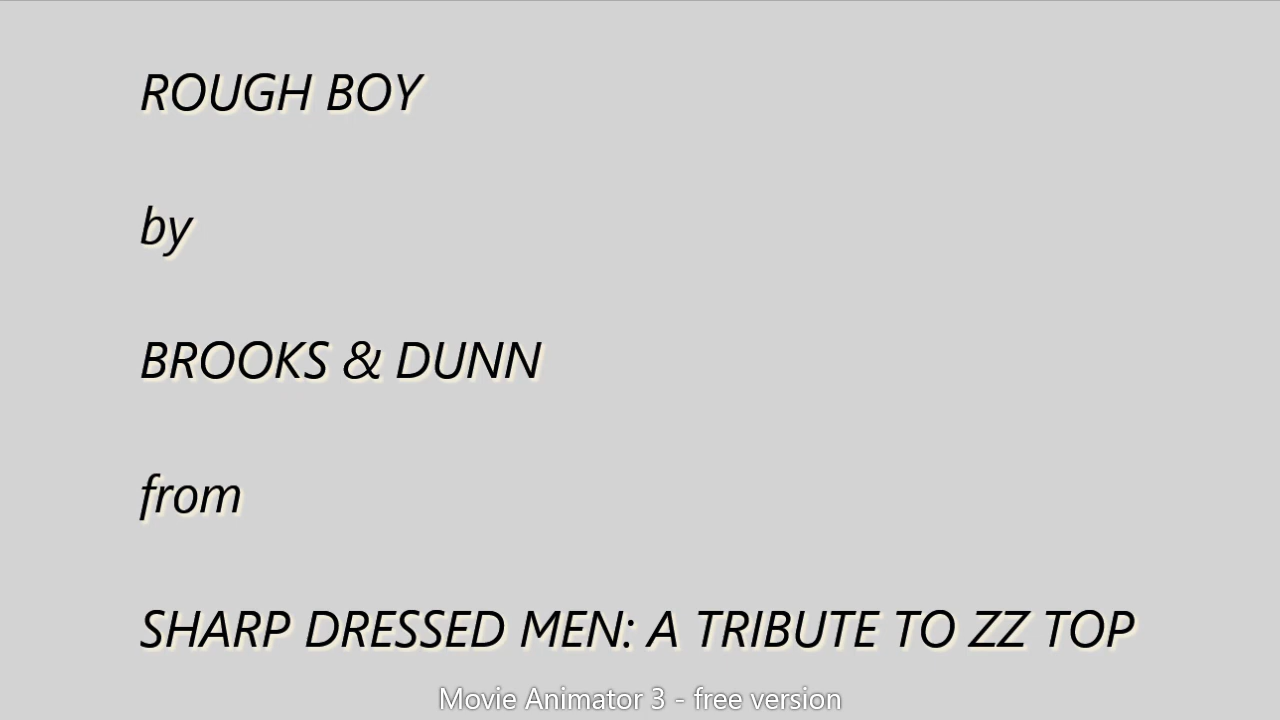 ROUGH BOY
by
BROOKS & DUNN
from
SHARP DRESSED MEN: A TRIBUTE TO ZZ TOP
Movie Animator 3 - free version